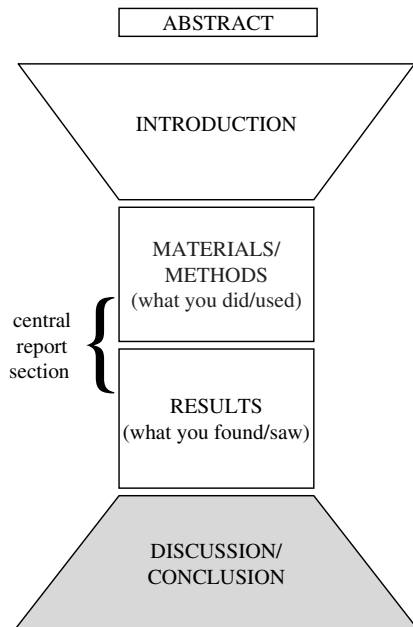 ABSTRACT
INTRODUCTION
MATERIALS/
METHODS
(what you did/used)
central
report
section
RESULTS
(what you found/saw)
DISCUSSION/
CONCLUSION